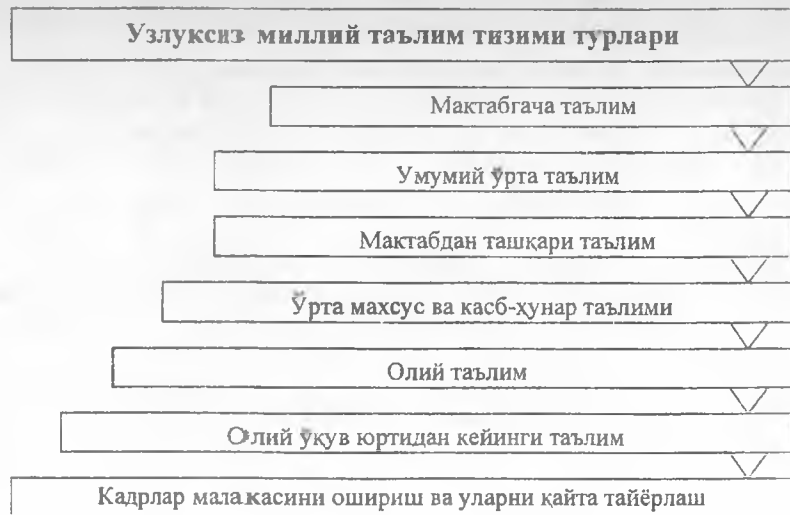 Узлуксиз миллий таълим тизими турлари
Мактабгача таълим
Умумий ўрта таълим
Мактабдан ташқари таълим
Ўрта махсус ва касб-ҳунар таълими
Олий таълим
Олий ўқув юртидан кейинги таълим
Кадрлар малакасини ошириш ва уларни қайта тайёрлаш